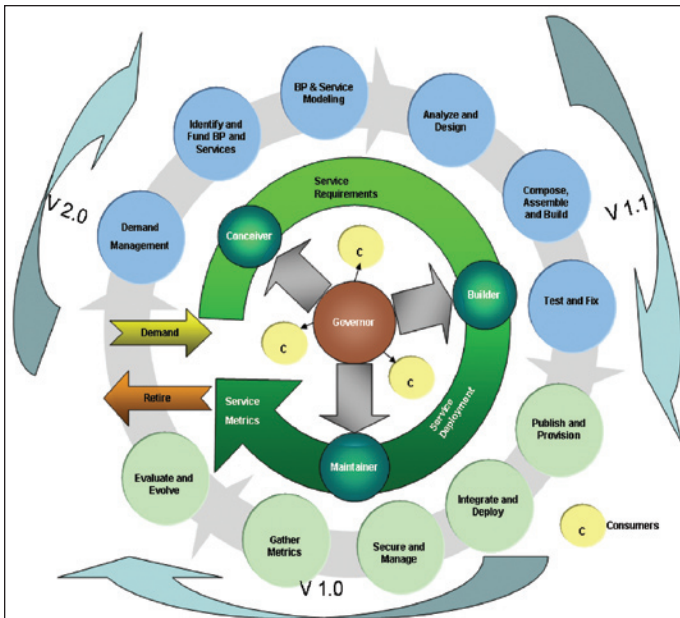 BP & Service
Modeling
Identify and
Fund BP and
Services
Analyze and
Design
Service
Requirements
Compose,
Assemble
and Build
V 2.0
V 1.1
Demand
Management
Conceiver
C
Builder
Test and Fix
Governor
Demand
C
C
Retire
Service
Metrics
Service
Deployment
Publish and
Provision
Maintainer
Evaluate and
Evolve
Integrate and
Deploy
Gather
Metrics
Secure and
Manage
C
Consumers
V 1.0